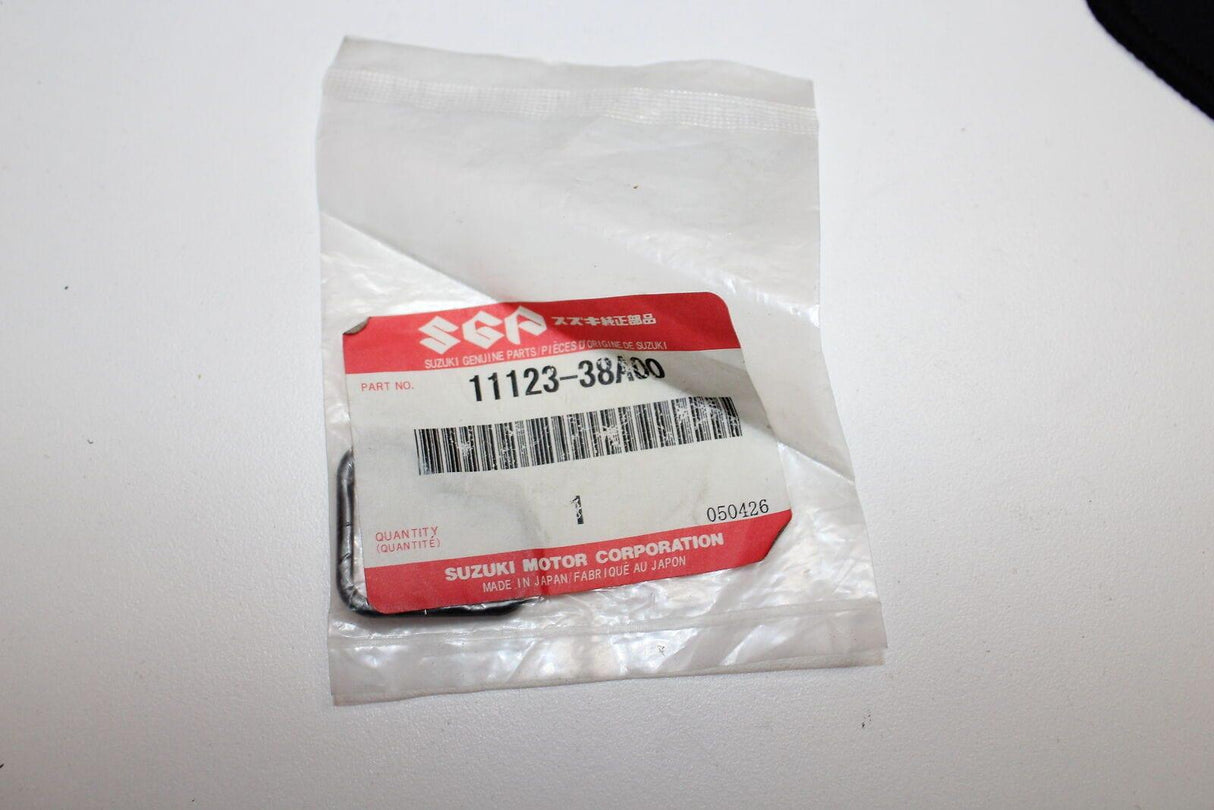 SGP スズキ純正部品
SUZUKI GENUINE PARTS/PIÈCES D'ORIGINE DE SUZUKI
PART NO. 11123-38A00
1
QUANTITY
(QUANTITÉ)
050426
SUZUKI MOTOR CORPORATION
MADE IN JAPAN/FABRIQUÉ AU JAPON